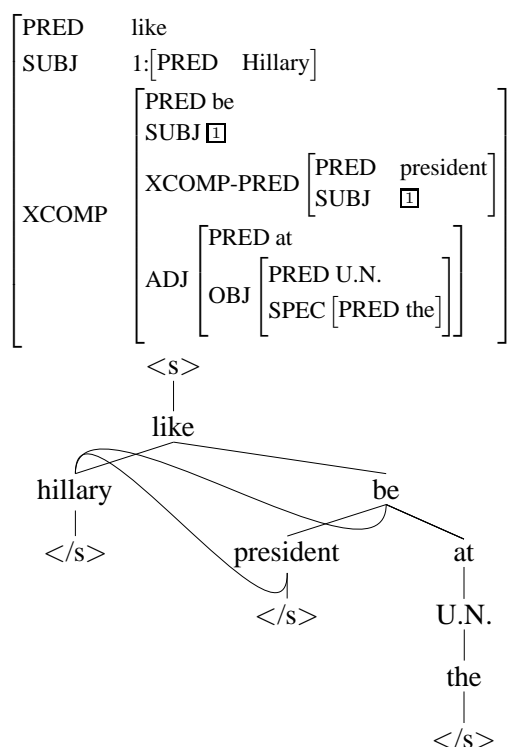 PRED like
SUBJ 1:[PRED Hillary]
PRED be
SUBJ 1
XCOMP-PRED PRED president
SUBJ 1
XCOMP
PRED at
ADJ
OBJ PRED U.N.
SPEC [PRED the]
<s>
like
hillary be
</s> president at
</s> U.N.
the
</s>